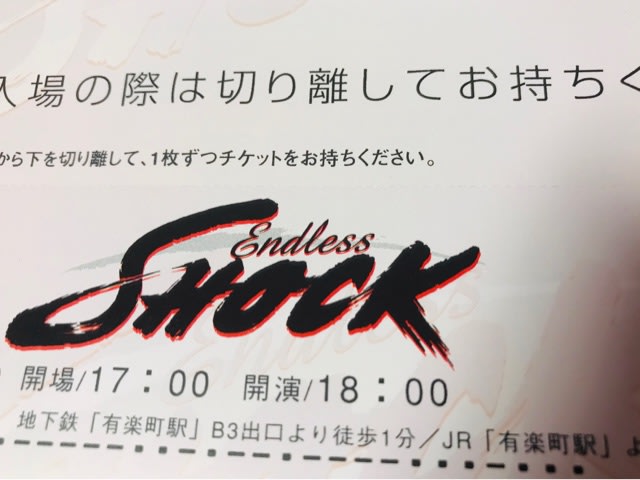 入場の際は切り離してお持ちく
から下を切り離して、1枚ずつチケットをお持ちください。
Endless
SHOCK
開場/17：00 開演/18：00
地下鉄「有楽町駅」B3出口より徒歩1分／JR「有楽町駅」よ